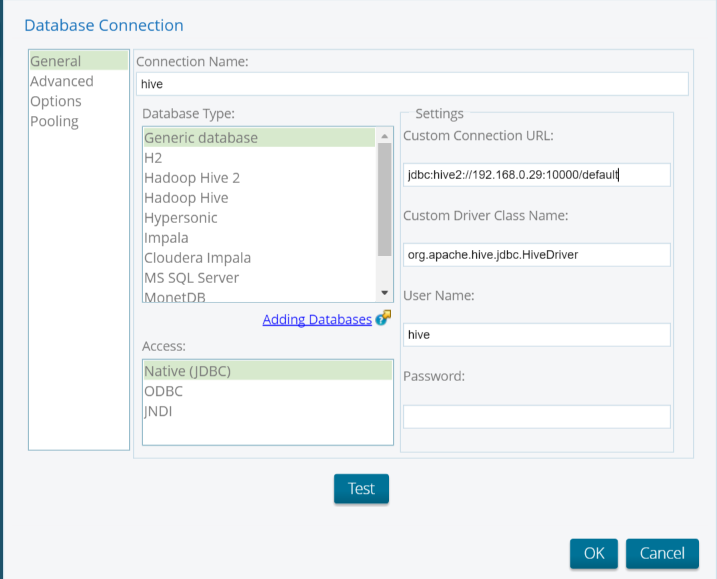 Database Connection
General
Advanced
Options
Pooling
Connection Name:
hive
Database Type:
Generic database
H2
Hadoop Hive 2
Hadoop Hive
Hypersonic
Impala
Cloudera Impala
MS SQL Server
MonetDB
Adding Databases
Access:
Native (JDBC)
ODBC
JNDI
Settings
Custom Connection URL:
jdbc:hive2://192.168.0.29:10000/default
Custom Driver Class Name:
org.apache.hive.jdbc.HiveDriver
User Name:
hive
Password:
Test
OK
Cancel